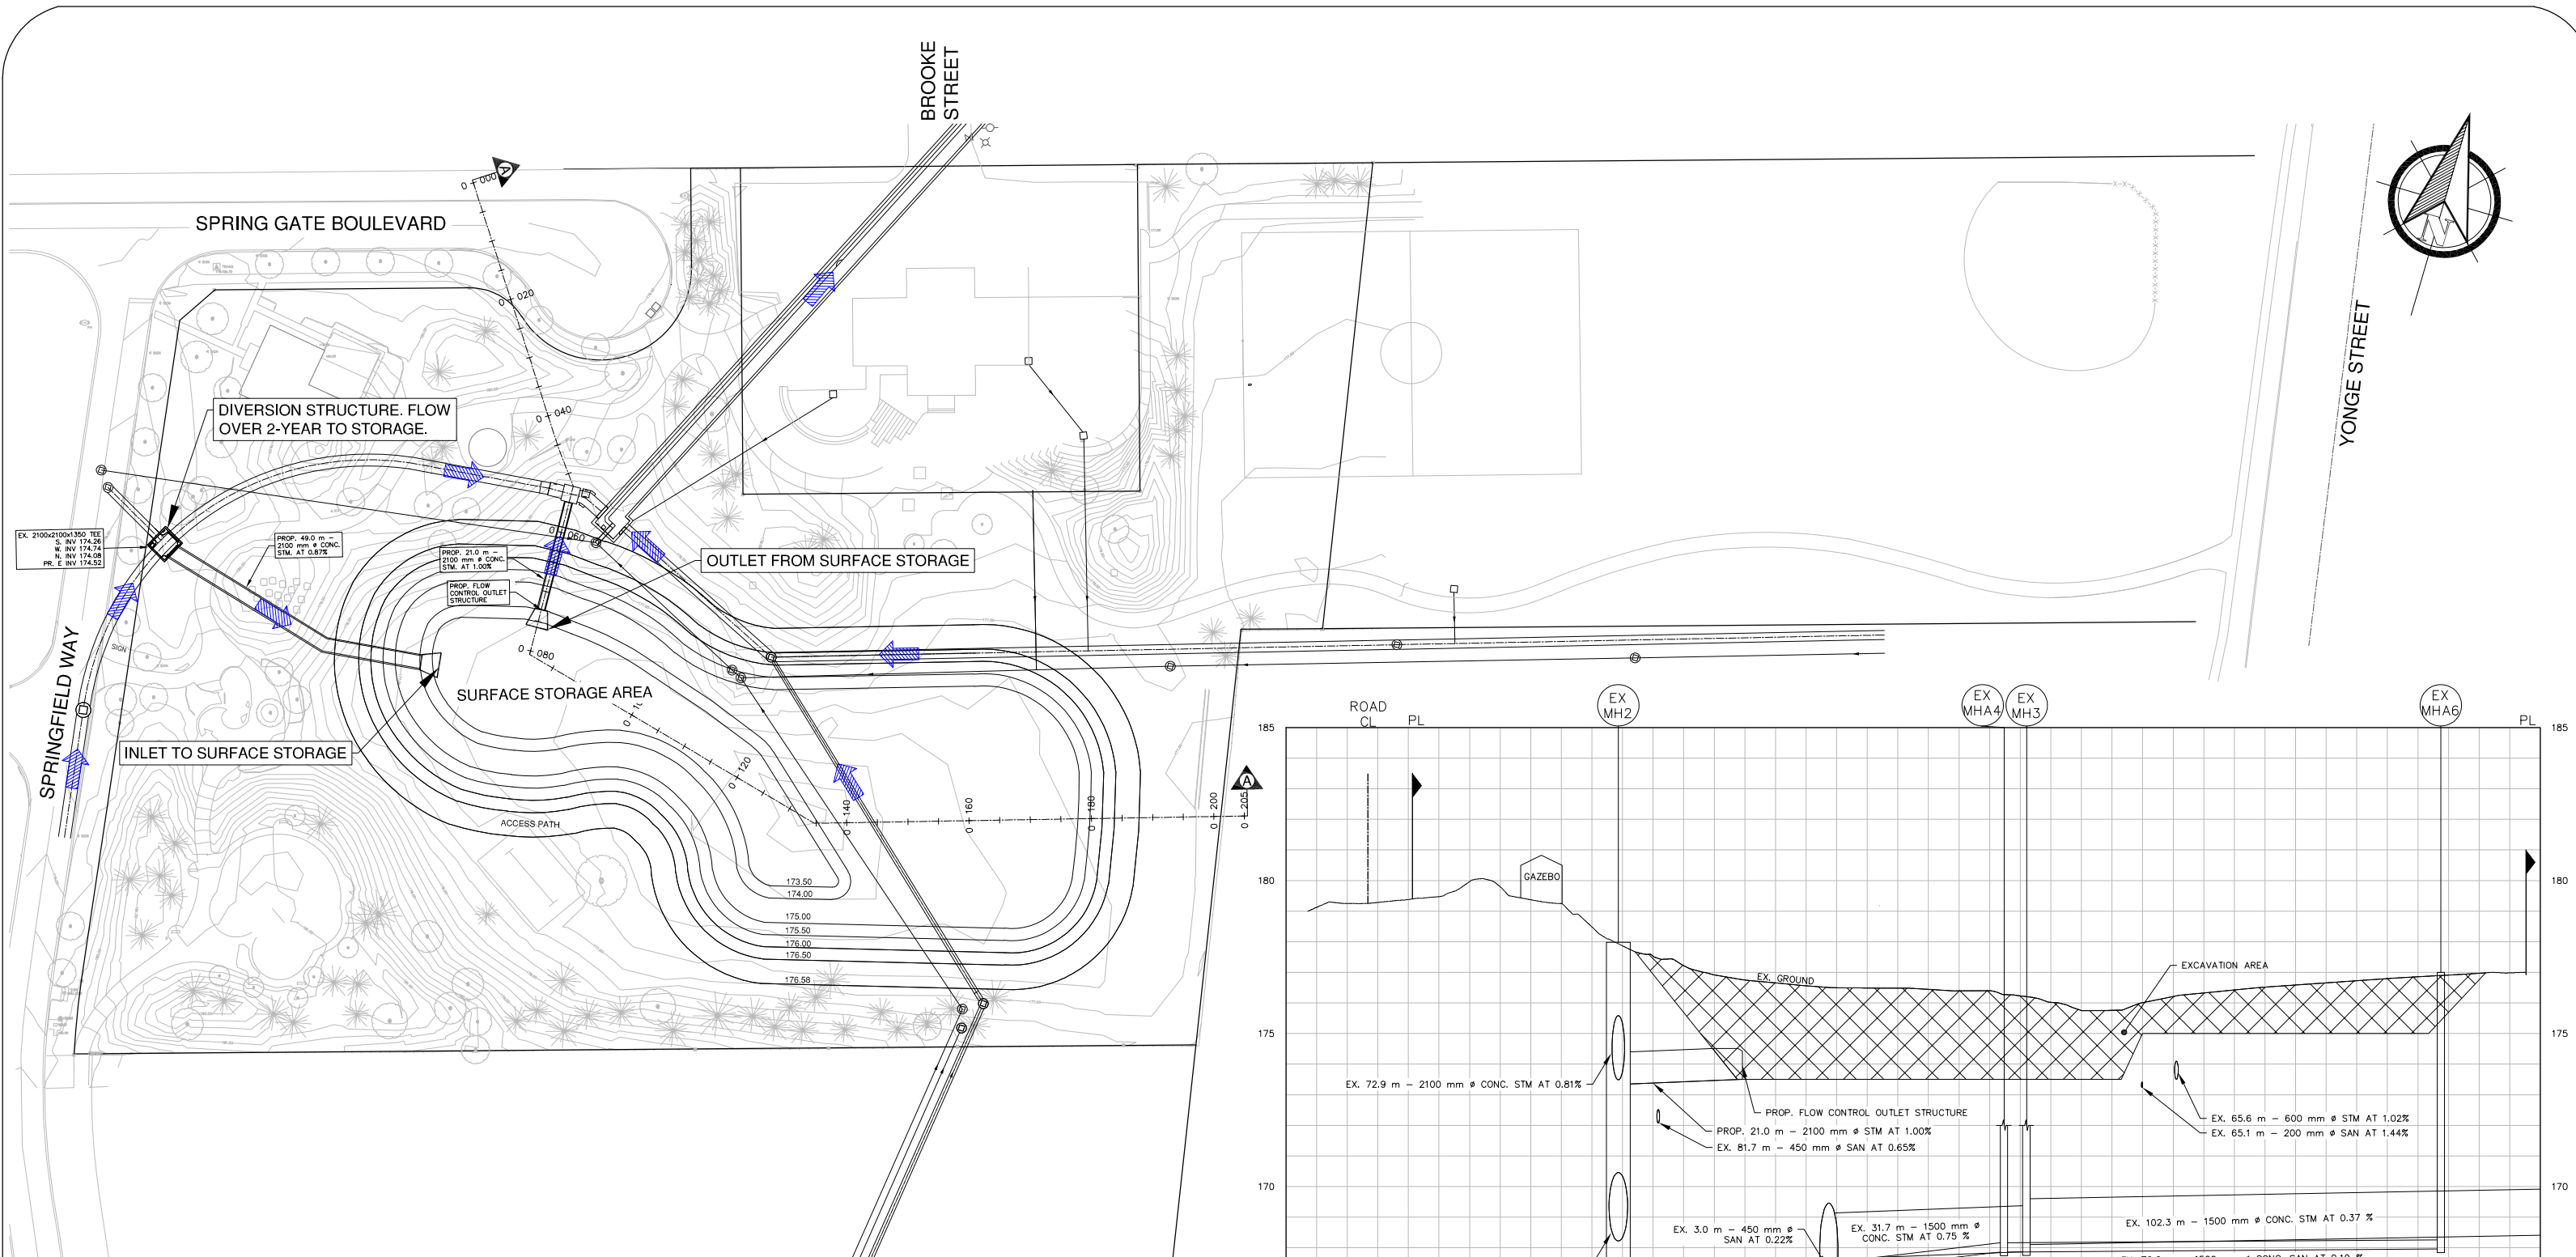 BROOKE
STREET
SPRING GATE BOULEVARD
A
0+000
0+020
0+040
0+060
0+080
0+120
0+140
0+160
0+180
0+200
0+205
A
N
YONGE STREET
SPRINGFIELD WAY
DIVERSION STRUCTURE. FLOW
OVER 2-YEAR TO STORAGE.
EX. 2100x2100x1350 TEE
S. INV 174.26
W. INV 174.74
N. INV 174.08
PR. E INV 174.52
PROP. 49.0 m -
2100 mm ø CONC.
STM. AT 0.87%
PROP. 21.0 m -
2100 mm ø CONC.
STM. AT 1.00%
PROP. FLOW
CONTROL OUTLET
STRUCTURE
OUTLET FROM SURFACE STORAGE
SIGN
SURFACE STORAGE AREA
INLET TO SURFACE STORAGE
ACCESS PATH
173.50
174.00
175.00
175.50
176.00
176.50
176.58
ROAD
CL
PL
EX
MH2
EX
MHA4
EX
MH3
EX
MHA6
PL
185
185
180
180
175
175
170
170
GAZEBO
EX. GROUND
EXCAVATION AREA
EX. 72.9 m - 2100 mm ø CONC. STM AT 0.81%
PROP. FLOW CONTROL OUTLET STRUCTURE
PROP. 21.0 m - 2100 mm ø STM AT 1.00%
EX. 81.7 m - 450 mm ø SAN AT 0.65%
EX. 65.6 m - 600 mm ø STM AT 1.02%
EX. 65.1 m - 200 mm ø SAN AT 1.44%
EX. 3.0 m - 450 mm ø
SAN AT 0.22%
EX. 31.7 m - 1500 mm ø
CONC. STM AT 0.75 %
EX. 102.3 m - 1500 mm ø CONC. STM AT 0.37 %